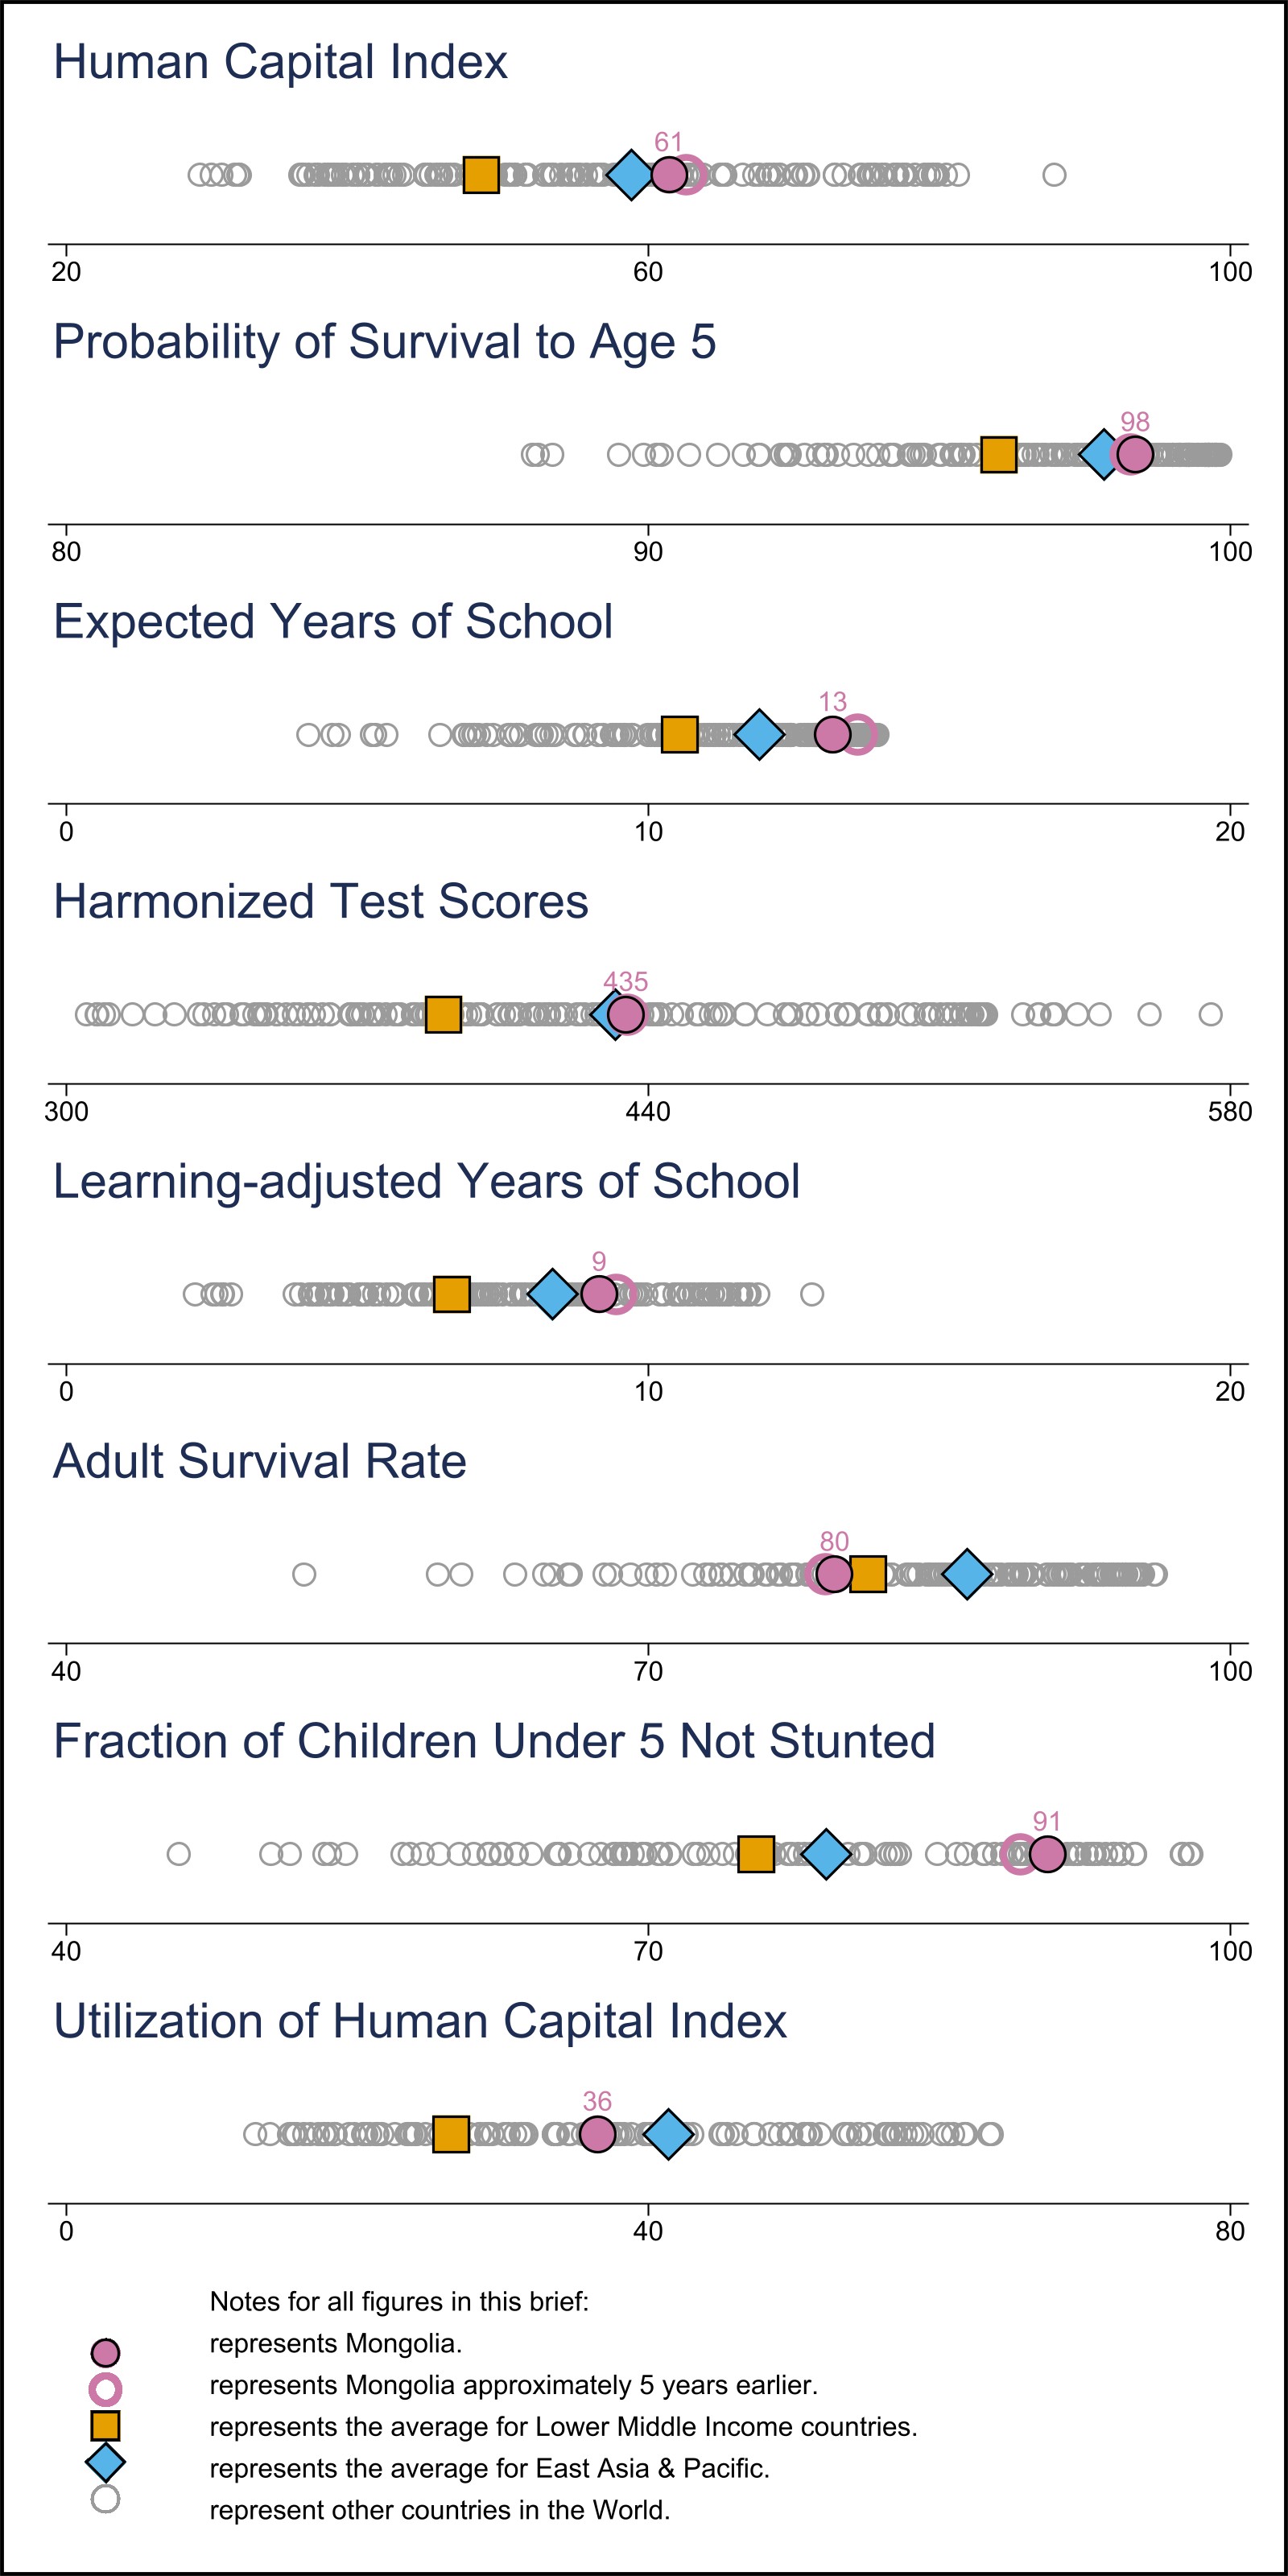 Human Capital Index
61
20 60 100
Probability of Survival to Age 5
98
80 90 100
Expected Years of School
13
0 10 20
Harmonized Test Scores
435
300 440 580
Learning-adjusted Years of School
9
0 10 20
Adult Survival Rate
80
40 70 100
Fraction of Children Under 5 Not Stunted
91
40 70 100
Utilization of Human Capital Index
36
0 40 80
Notes for all figures in this brief:
represents Mongolia.
represents Mongolia approximately 5 years earlier.
represents the average for Lower Middle Income countries.
represents the average for East Asia & Pacific.
represent other countries in the World.